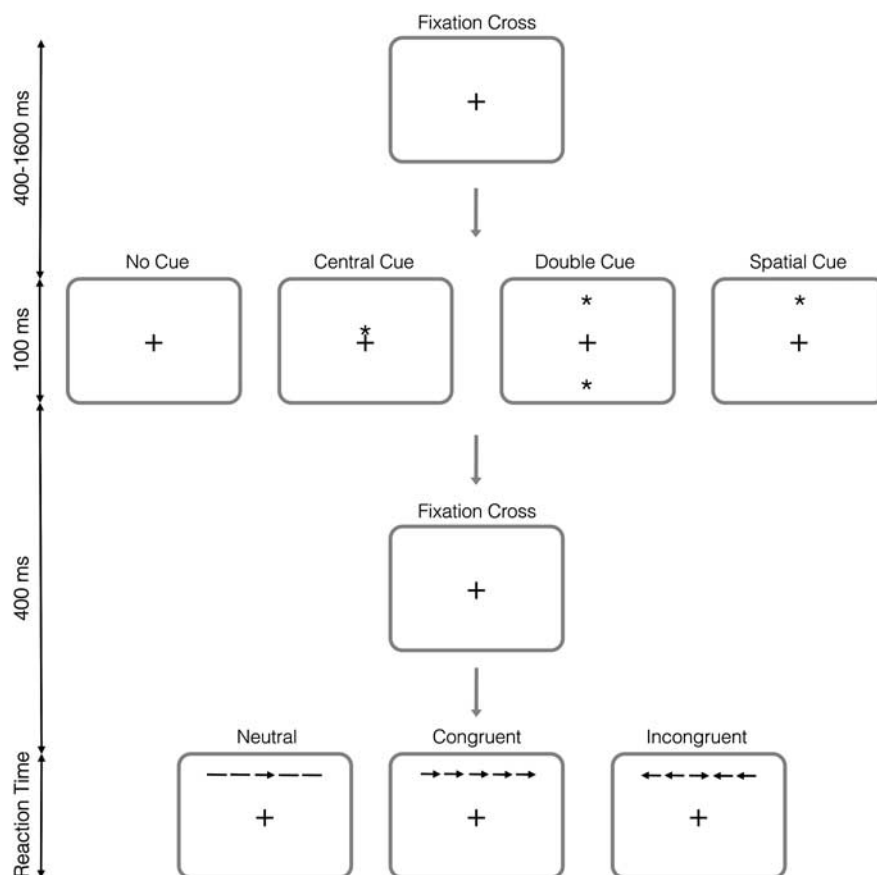 Fixation Cross
400-1600 ms
No Cue
Central Cue
Double Cue
Spatial Cue
100 ms
Fixation Cross
400 ms
Neutral
Congruent
Incongruent
Reaction Time